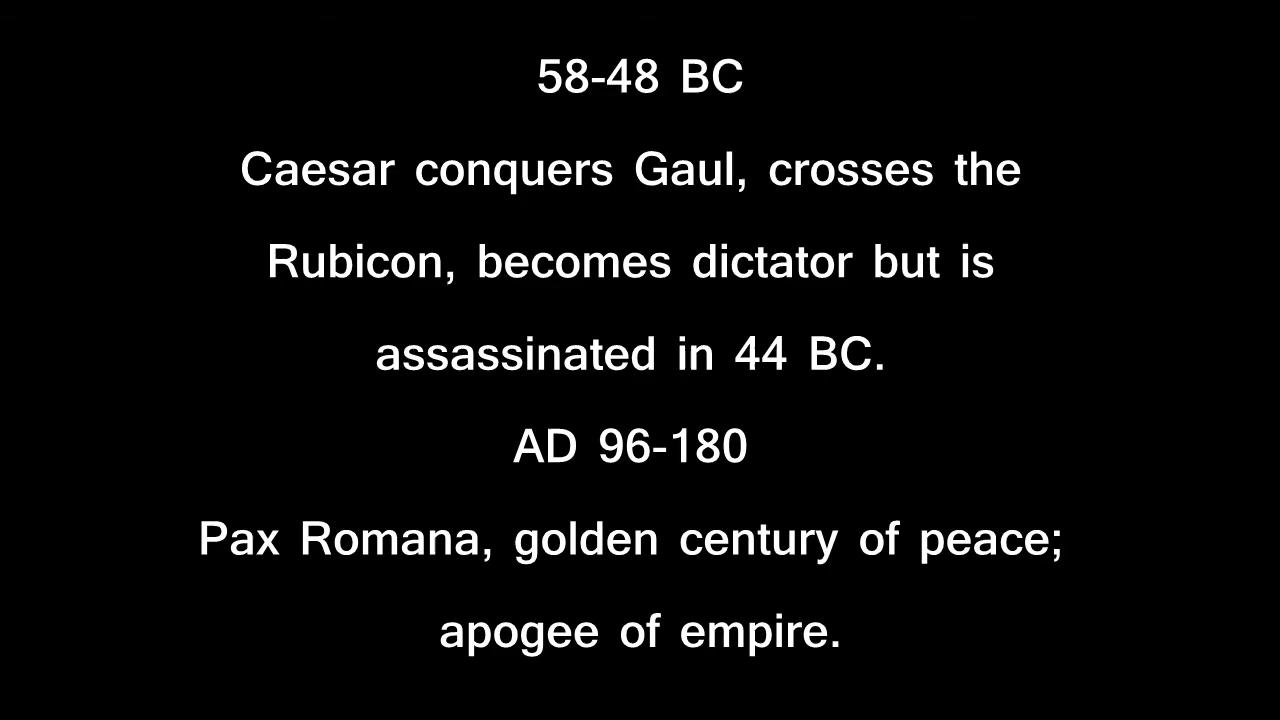 58-48 BC
Caesar conquers Gaul, crosses the
Rubicon, becomes dictator but is
assassinated in 44 BC.
AD 96-180
Pax Romana, golden century of peace;
apogee of empire.